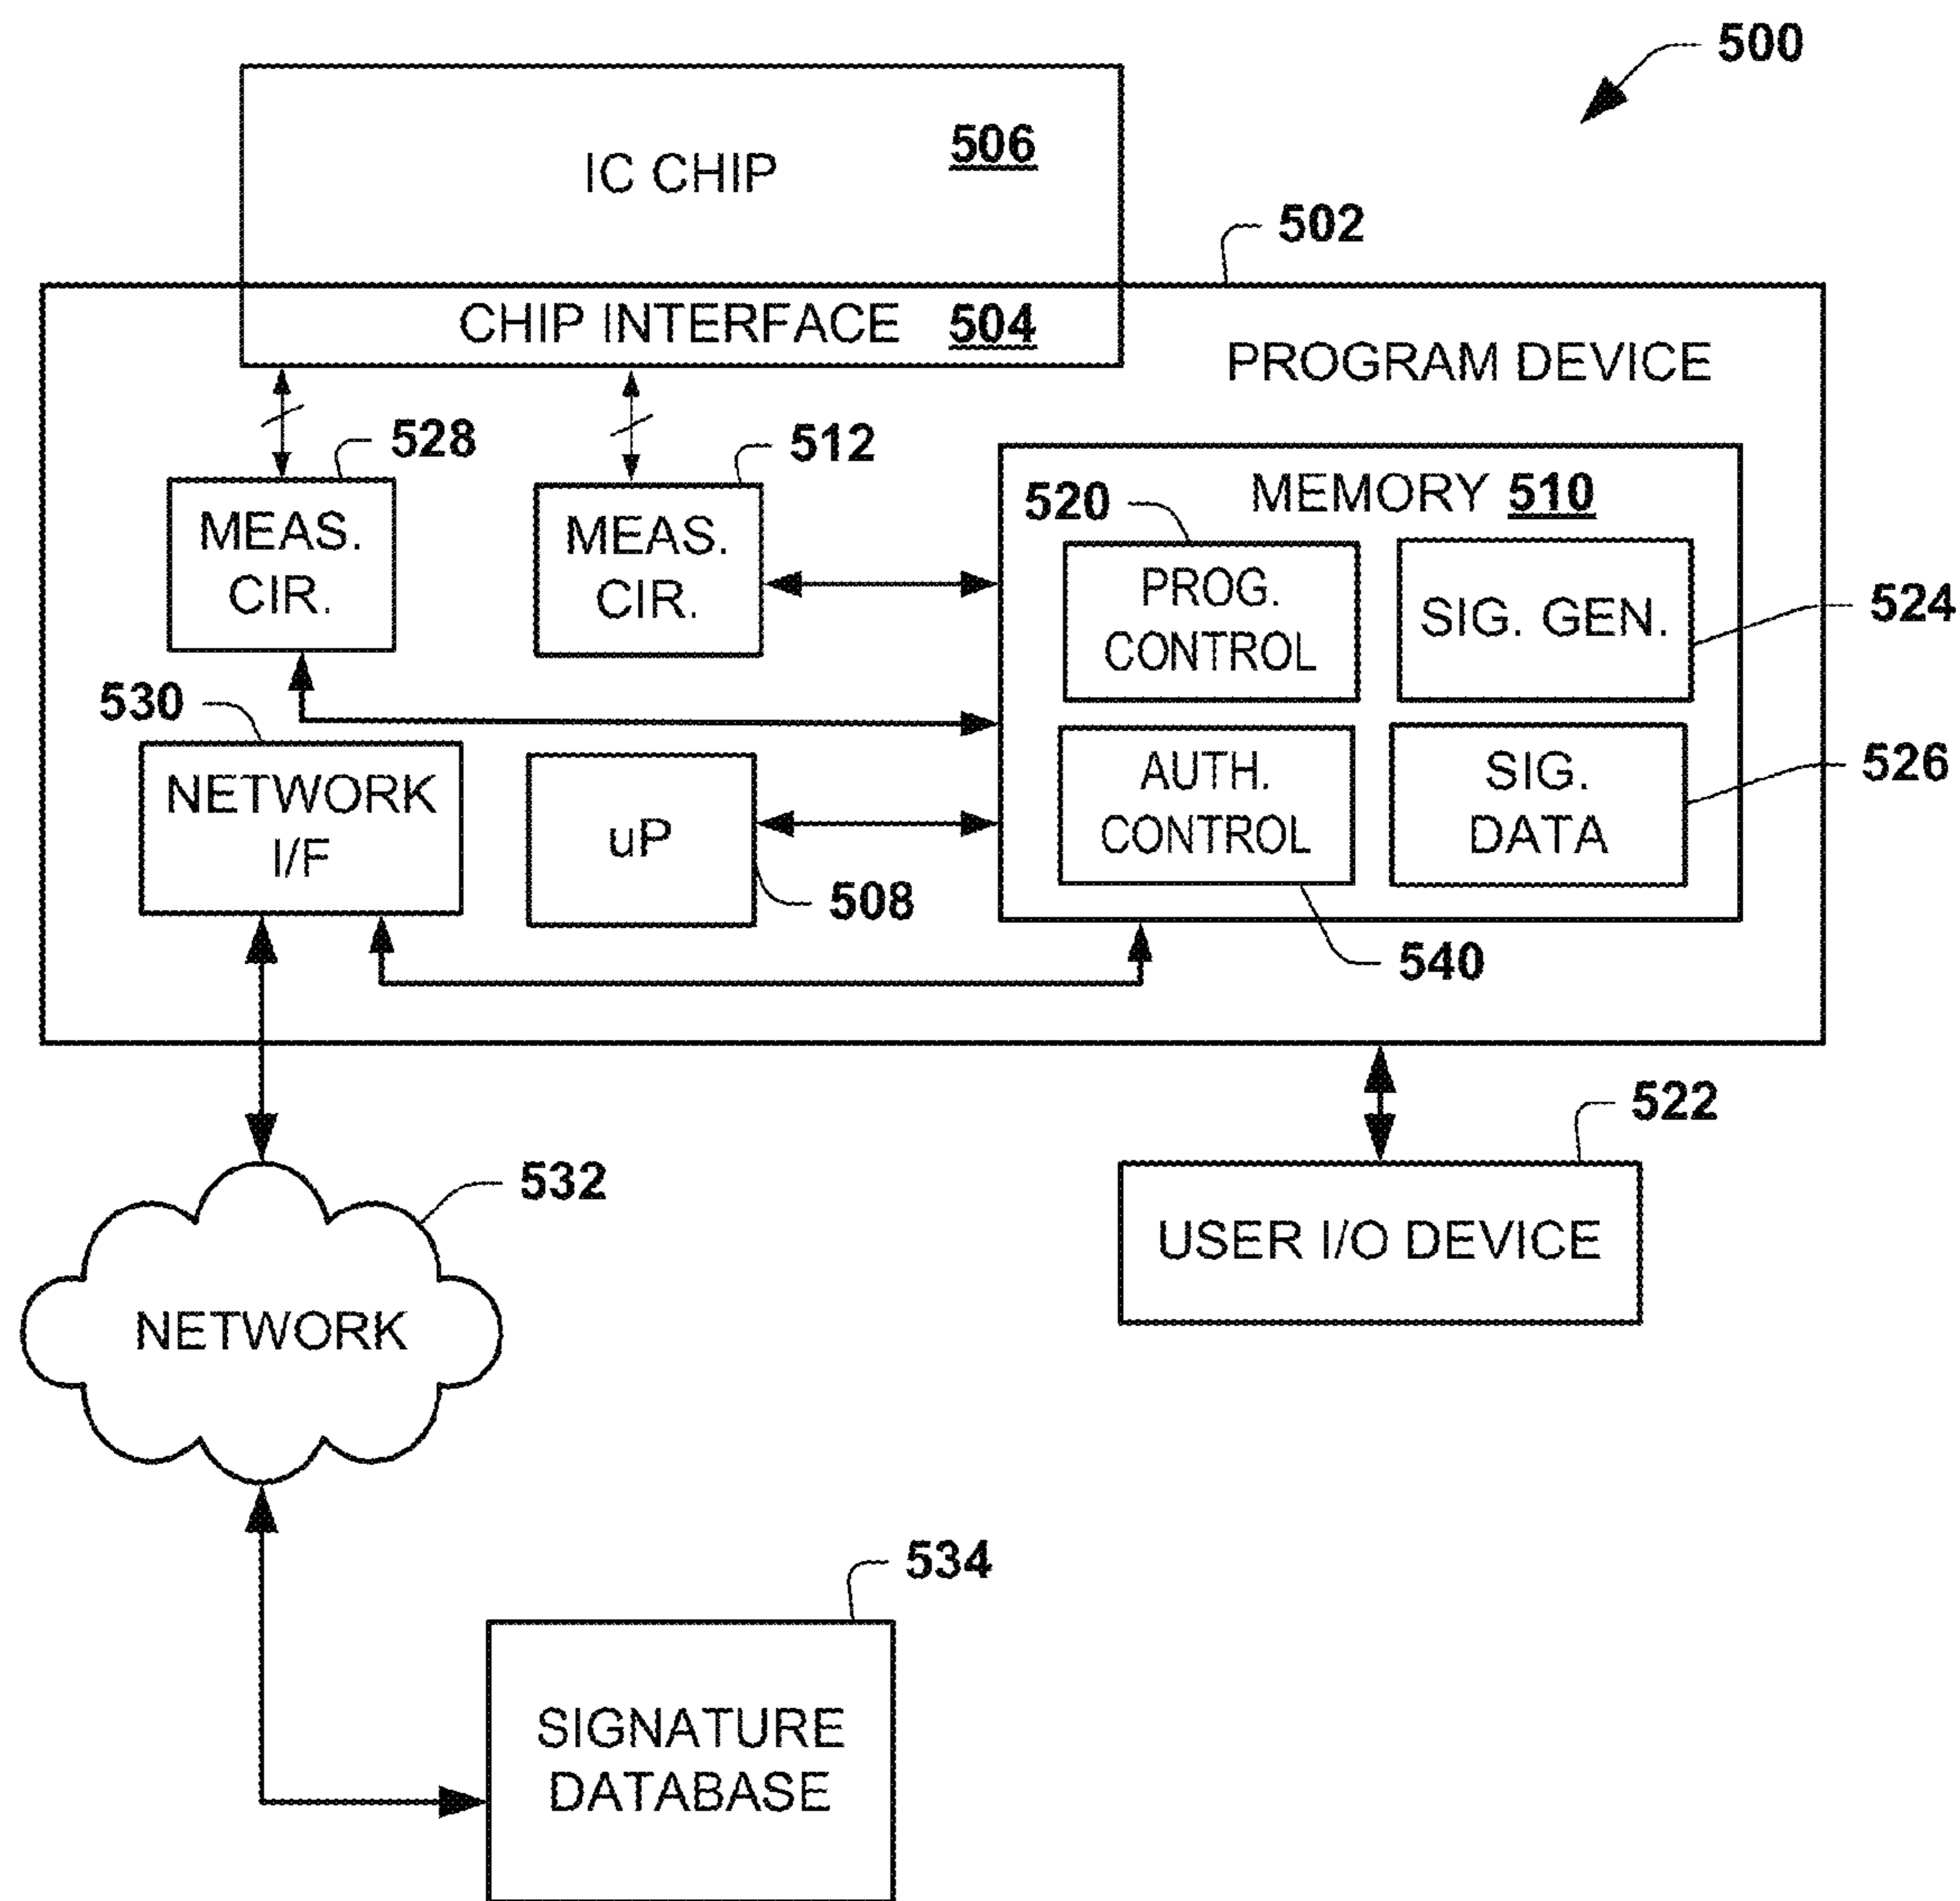 500
IC CHIP 506
502
CHIP INTERFACE 504
PROGRAM DEVICE
528
512
MEAS.
CIR.
MEAS.
CIR.
MEMORY 510
520
PROG.
CONTROL
SIG. GEN.
524
530
NETWORK
I/F
uP
508
AUTH.
CONTROL
SIG.
DATA
526
540
522
USER I/O DEVICE
532
NETWORK
534
SIGNATURE
DATABASE